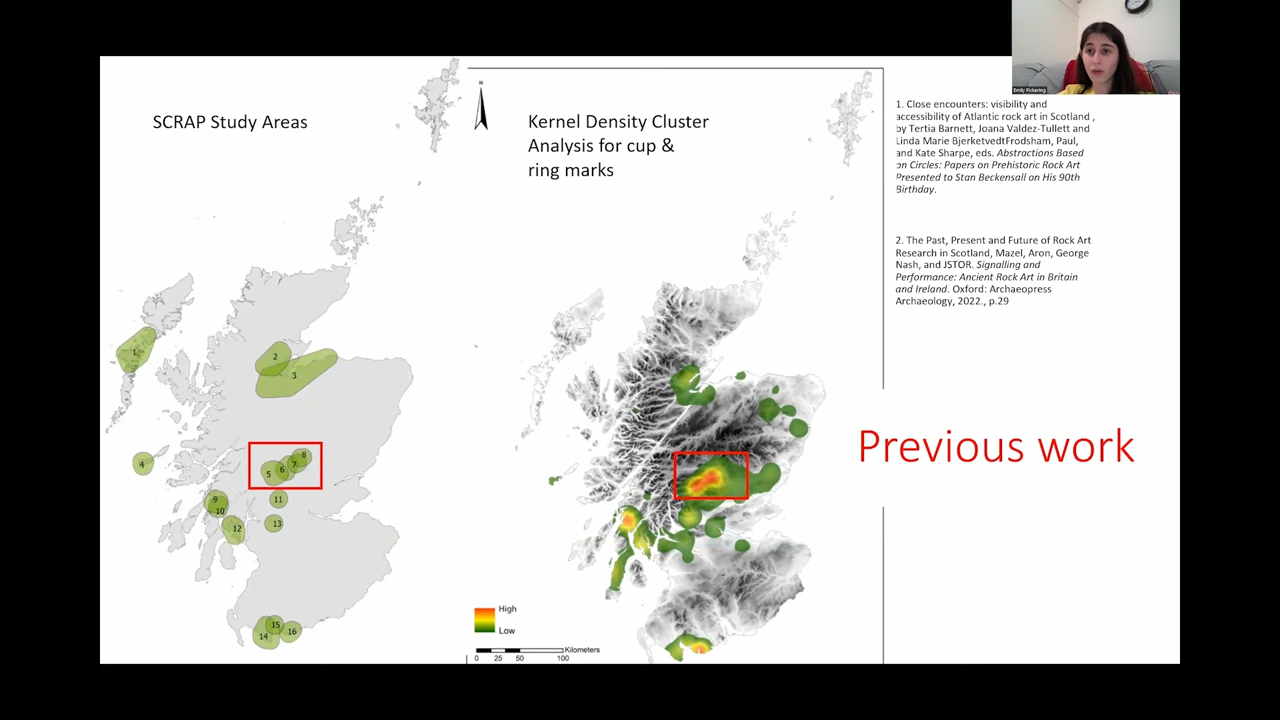 SCRAP Study Areas
1
2
3
4
5
6
7
8
9
10
11
12
13
14
15
16
N
Kernel Density Cluster
Analysis for cup &
ring marks
High
Low
Kilometers
0 25 50 100
Emily Pickering
1. Close encounters: visibility and
accessibility of Atlantic rock art in Scotland ,
by Tertia Barnett, Joana Valdez-Tullett and
Linda Marie BjerketvedtFrodsham, Paul,
and Kate Sharpe, eds. Abstractions Based
on Circles: Papers on Prehistoric Rock Art
Presented to Stan Beckensall on His 90th
Birthday.
2. The Past, Present and Future of Rock Art
Research in Scotland, Mazel, Aron, George
Nash, and JSTOR. Signalling and
Performance: Ancient Rock Art in Britain
and Ireland. Oxford: Archaeopress
Archaeology, 2022., p.29
Previous work